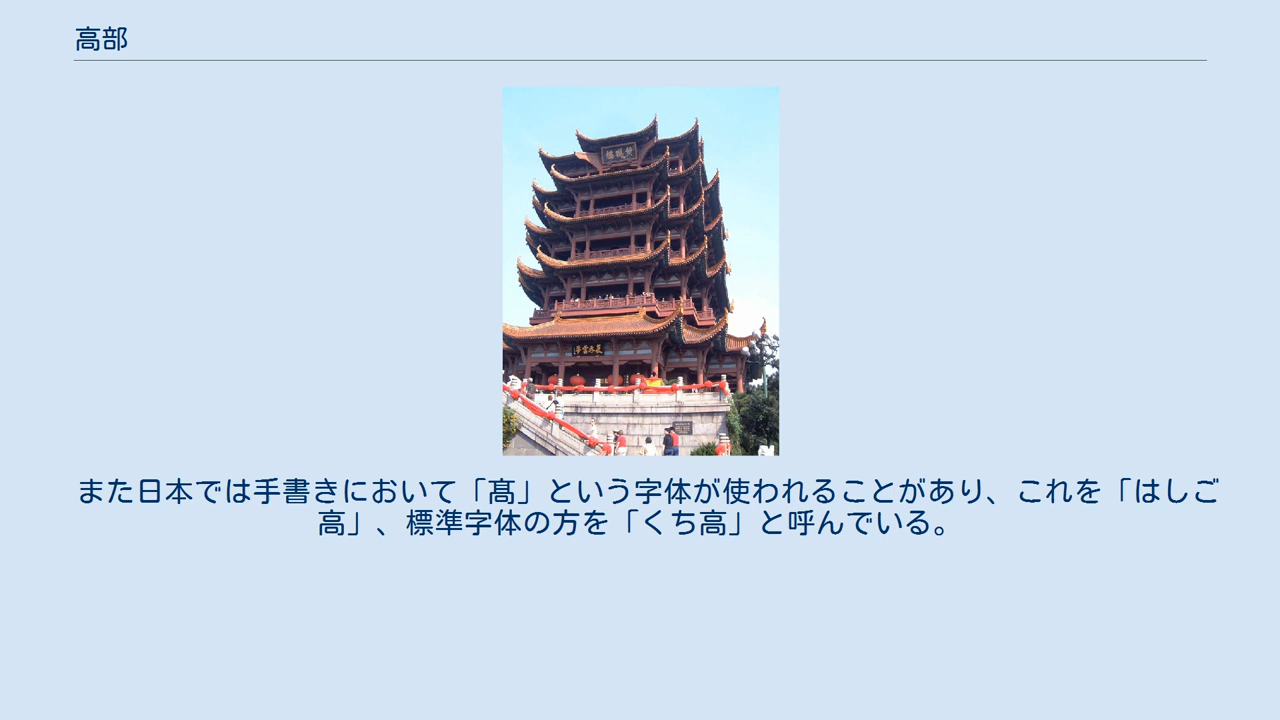 高部
また日本では手書きにおいて「髙」という字体が使われることがあり、これを「はしご
高」、標準字体の方を「くち高」と呼んでいる。